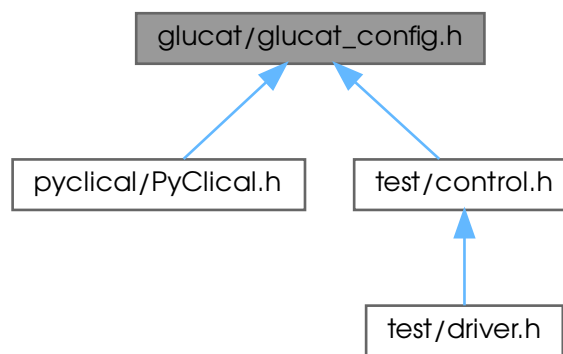 glucat/glucat_config.h
pyclical/PyClical.h
test/control.h
test/driver.h